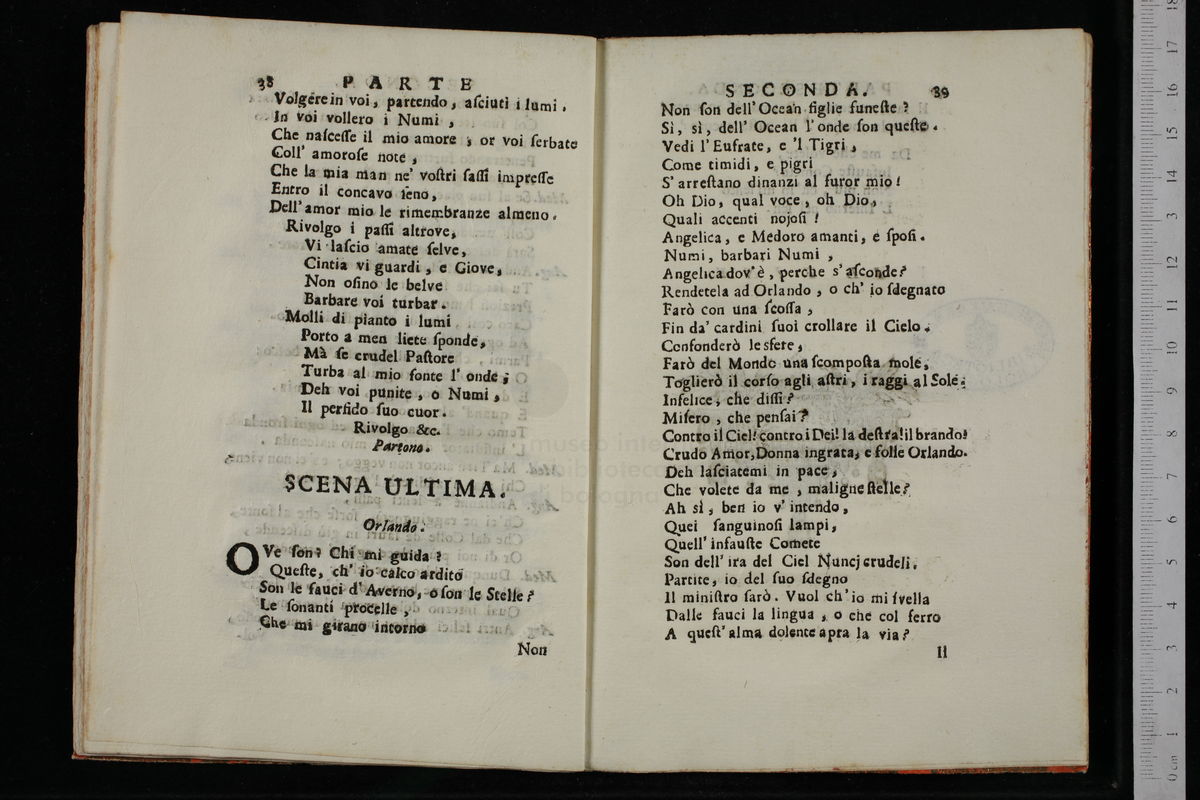 38 PARTE
Volgere in voi, partendo, aſciuti i lumi.
In voi vollero i Numi,
Che naſceſſe il mio amore; or voi ſerbate
Coll' amoroſe note,
Che la mia man ne' voſtri ſaſſi impreſſe
Entro il concavo ſeno,
Dell'amor mio le rimembranze almeno.
Rivolgo i paſſi altrove,
Vi laſcio amate ſelve,
Cintia vi guardi, e Giove,
Non oſino le belve
Barbare voi turbar.
Molli di pianto i lumi
Porto a men liete ſponde,
Mà ſe crudel Paſtore
Turba al mio fonte l' onde;
Deh voi punite, o Numi,
Il perfido ſuo cuor.
Rivolgo &c.
Partono.
SCENA ULTIMA.
Orlando.
OVe ſon? Chi mi guida?
Queſte, ch' io calco ardito
Son le fauci d'Averno, o ſon le Stelle?
Le ſonanti procelle,
Che mi girano intorno
Non
SECONDA. 39
Non ſon dell' Ocean figlie funeſte?
Sì, sì, dell' Ocean l'onde ſon queſte.
Vedi l'Eufrate, e 'l Tigri,
Come timidi, e pigri
S' arreſtano dinanzi al furor mio!
Oh Dio, qual voce, oh Dio,
Quali accenti nojoſi!
Angelica, e Medoro amanti, e ſpoſi.
Numi, barbari Numi,
Angelica dov'è, perche s'aſconde?
Rendetela ad Orlando, o ch' io ſdegnato
Farò con una ſcoſſa,
Fin da' cardini ſuoi crollare il Cielo.
Confonderò le sfere,
Farò del Mondo una ſcompoſta mole,
Toglierò il corſo agli aſtri, i raggi al Sole.
Infelice, che diſſi?
Miſero, che penſai?
Contro il Ciel! contro i Dei! la deſtra! il brando!
Crudo Amor, Donna ingrata, e folle Orlando.
Deh laſciatemi in pace,
Che volete da me, maligne ſtelle?
Ah sì, ben io v'intendo,
Quei ſanguinoſi lampi,
Quell' infauſte Comete
Son dell' ira del Ciel Nuncj crudeli.
Partite, io del ſuo ſdegno
Il miniſtro ſarò. Vuol ch'io mi ſvella
Dalle fauci la lingua, o che col ferro
A queſt' alma dolente apra la via?
Il